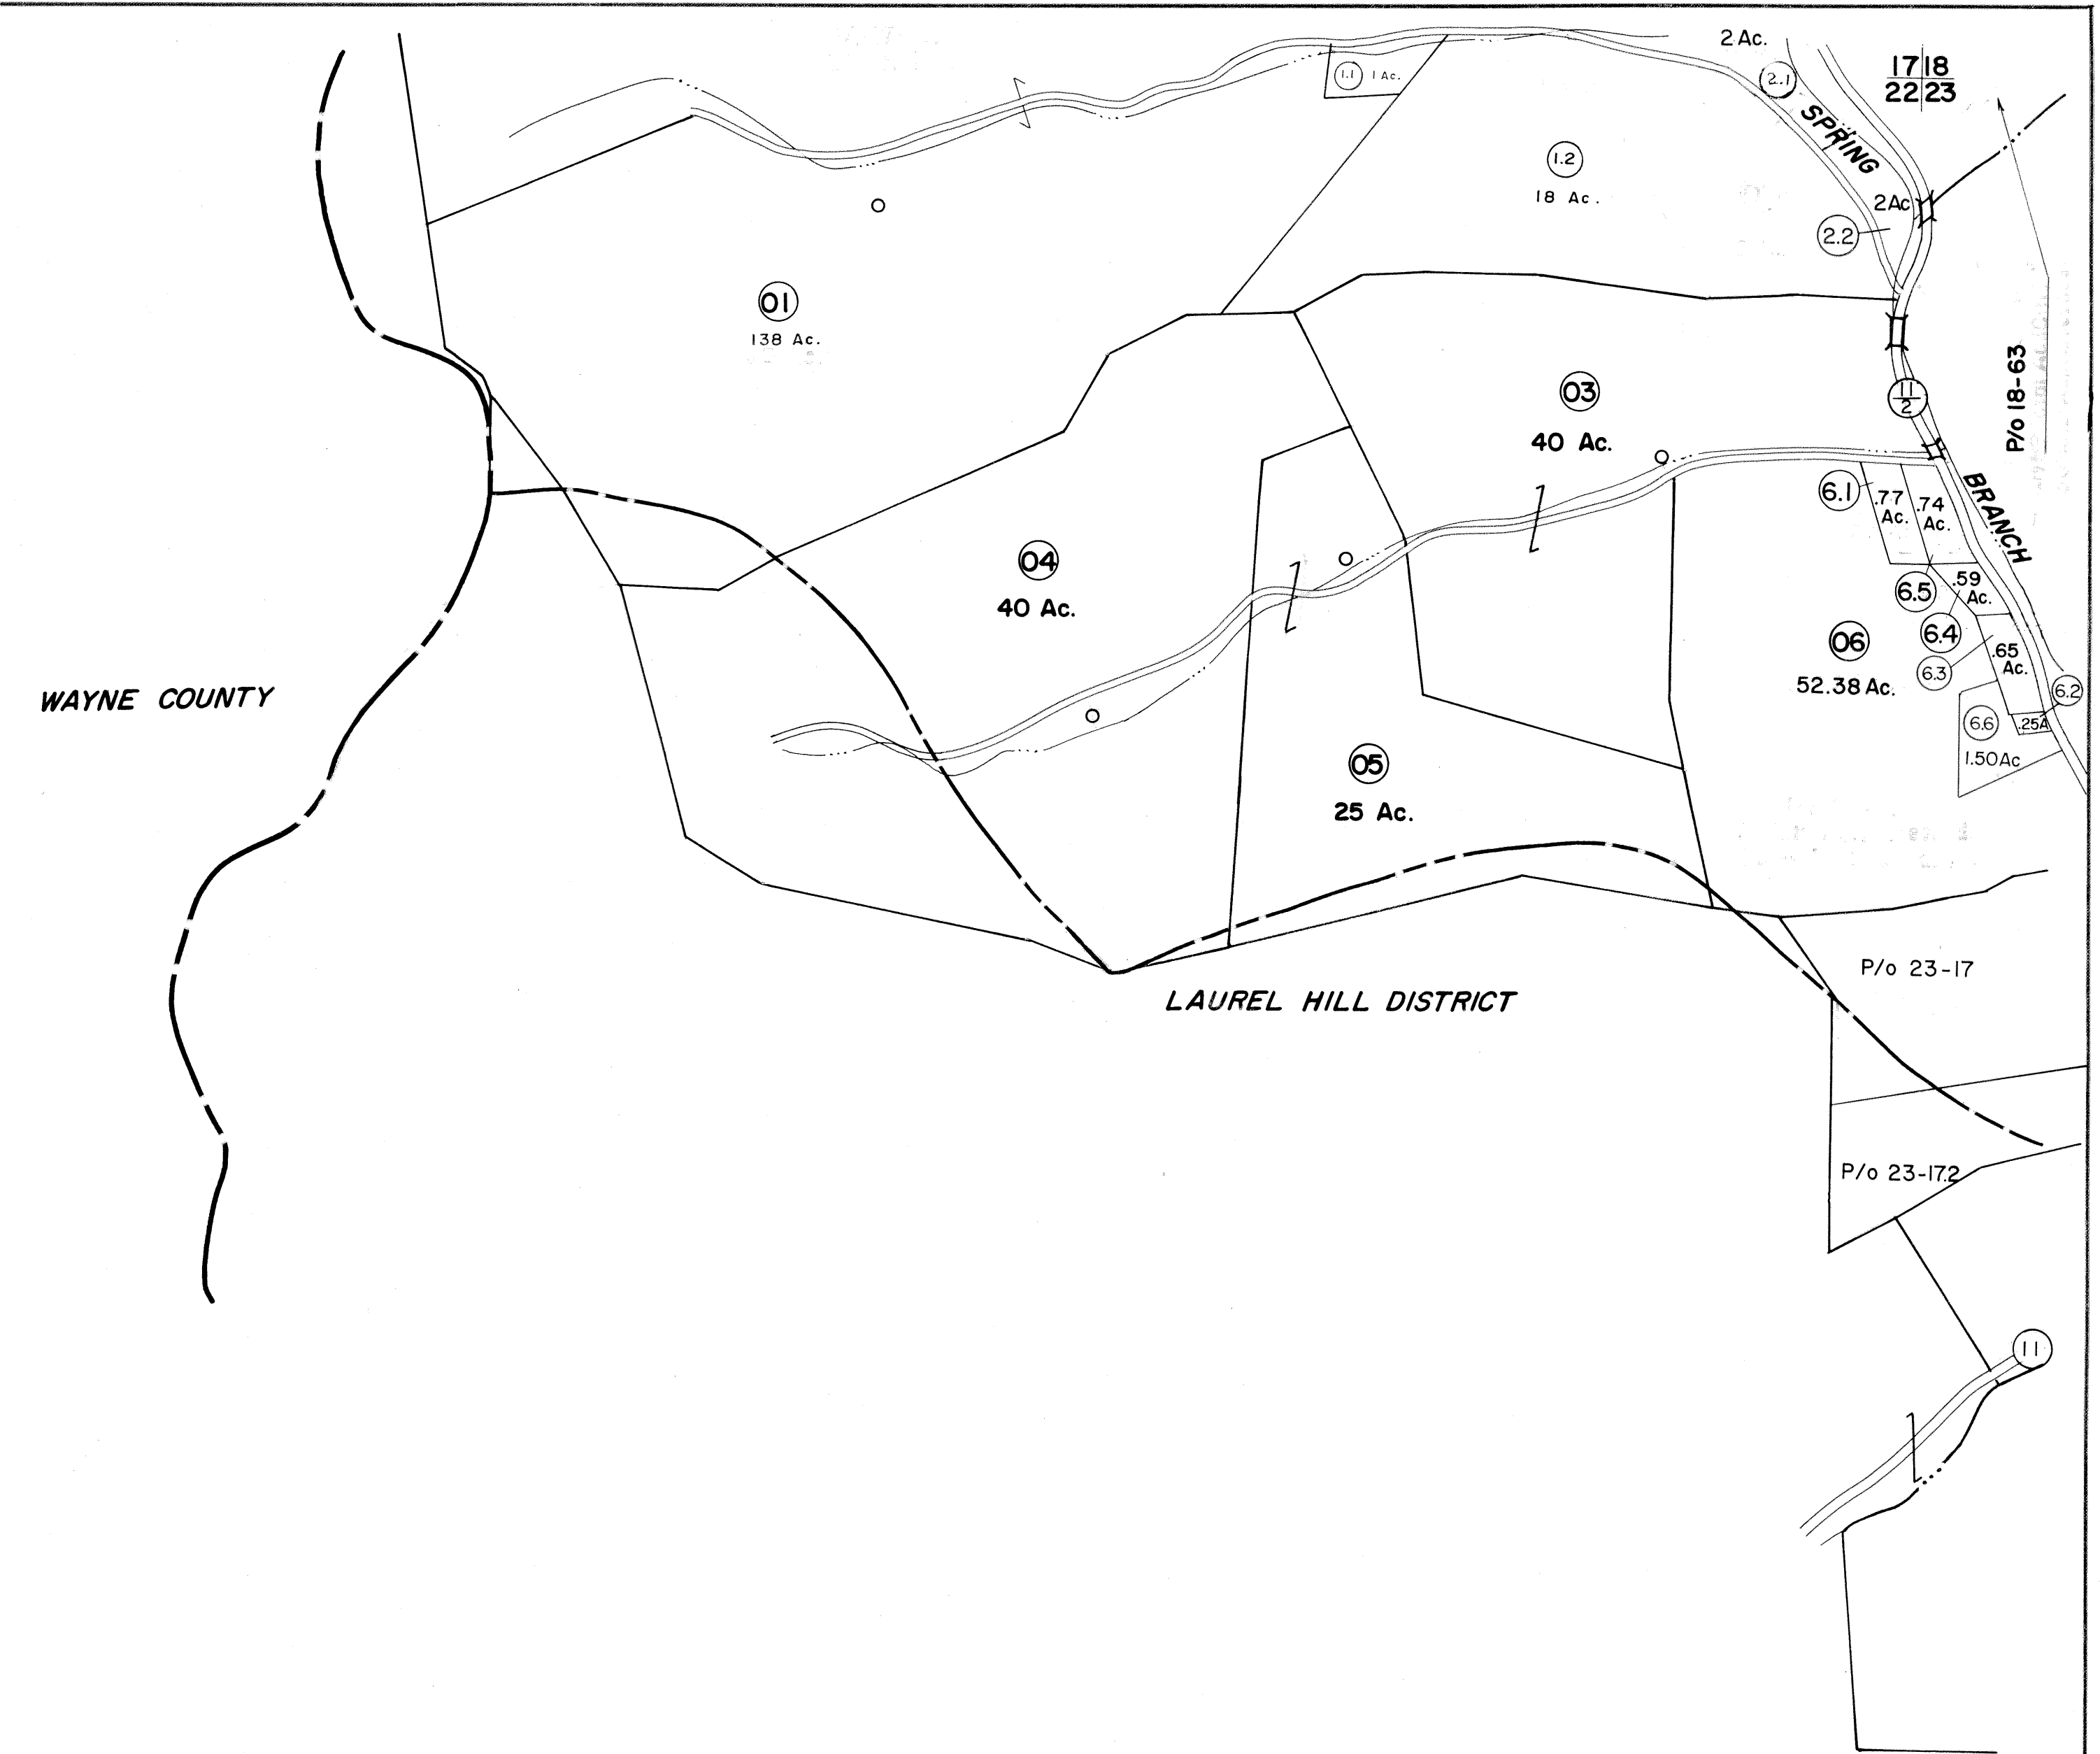 2 Ac.
17 18
22 23
1.1 1 Ac.
2.1
SPRING
1.2
18 Ac.
2 Ac
2.2
01
138 Ac.
P/o 18-63
11
2
03
40 Ac.
BRANCH
6.1
.77 Ac.
.74 Ac.
04
40 Ac.
6.5
.59 Ac.
6.4
06
52.38 Ac.
.65 Ac.
6.3
6.2
6.6
.25A
1.50Ac
WAYNE COUNTY
05
25 Ac.
P/o 23-17
LAUREL HILL DISTRICT
P/o 23-17.2
11